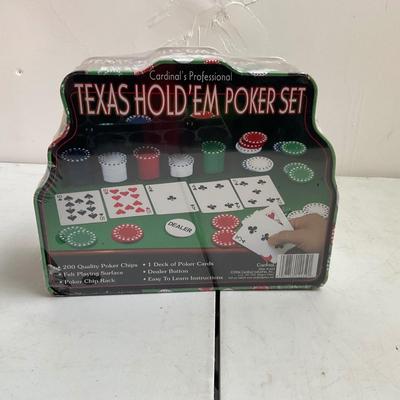 Cardinal's Professional
TEXAS HOLD'EM POKER SET
DEALER
• 200 Quality Poker Chips • 1 Deck of Poker Cards
• Felt Playing Surface • Dealer Button
• Poker Chip Rack • Easy To Learn Instructions